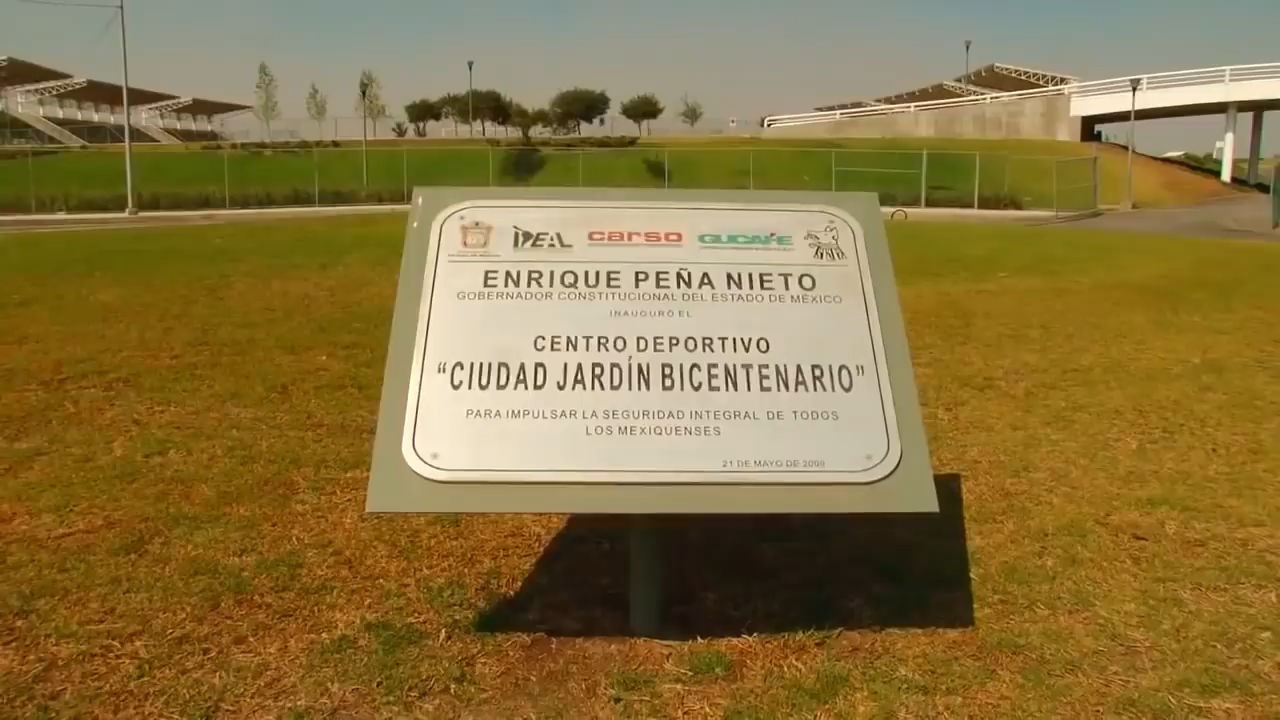 IDEAL carso GUCAHE
ENRIQUE PEÑA NIETO
GOBERNADOR CONSTITUCIONAL DEL ESTADO DE MÉXICO
INAUGURÓ EL
CENTRO DEPORTIVO
“CIUDAD JARDÍN BICENTENARIO”
PARA IMPULSAR LA SEGURIDAD INTEGRAL DE TODOS
LOS MEXIQUENSES
21 DE MAYO DE 2009